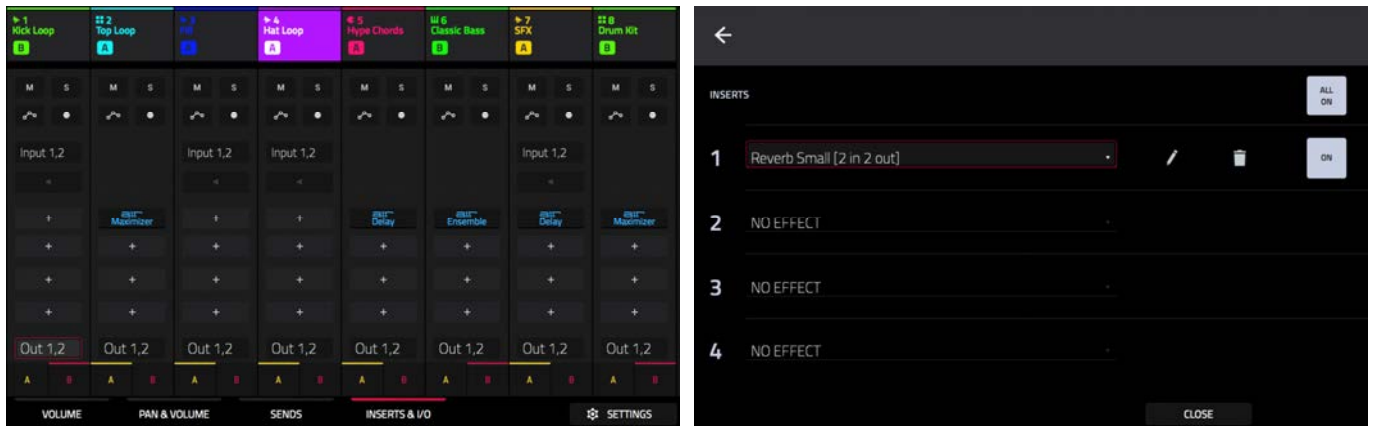 1 2 3 4 5 6 7 8
Kick Loop Top Loop Fill Hat Loop Hype Chords Classic Bass SFX Drum Kit
B A A A A B A B
M S M S M S M S M S M S M S M S
Input 1,2 Input 1,2 Input 1,2 Input 1,2
+ Maximizer + + Delay Ensemble Delay Maximizer
+ + + + + + + +
+ + + + + + + +
+ + + + + + + +
Out 1,2 Out 1,2 Out 1,2 Out 1,2 Out 1,2 Out 1,2 Out 1,2 Out 1,2
A B A B A B A B A B A B A B A B
VOLUME PAN & VOLUME SENDS INSERTS & I/O SETTINGS
INSERTS ALL
ON
1 Reverb Small [2 in 2 out] ON
2 NO EFFECT
3 NO EFFECT
4 NO EFFECT
CLOSE